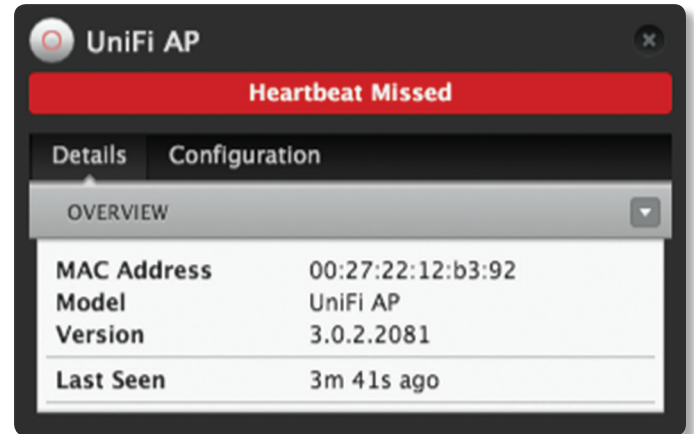 UniFi AP
Heartbeat Missed
Details Configuration
OVERVIEW
MAC Address 00:27:22:12:b3:92
Model UniFi AP
Version 3.0.2.2081
Last Seen 3m 41s ago